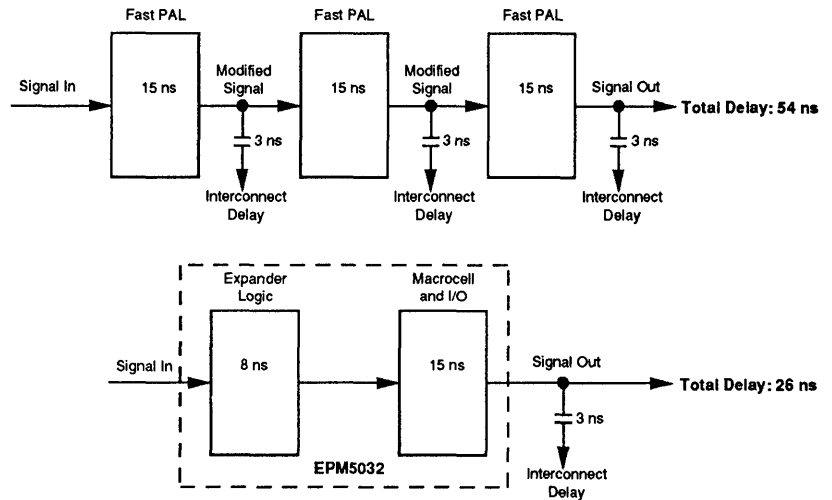 Fast PAL
Fast PAL
Fast PAL
Signal In
15 ns
Modified
Signal
15 ns
Modified
Signal
15 ns
Signal Out
Total Delay: 54 ns
3 ns
3 ns
3 ns
Interconnect
Delay
Interconnect
Delay
Interconnect
Delay
Expander
Logic
Macrocell
and I/O
Signal In
8 ns
15 ns
Signal Out
Total Delay: 26 ns
3 ns
EPM5032
Interconnect
Delay